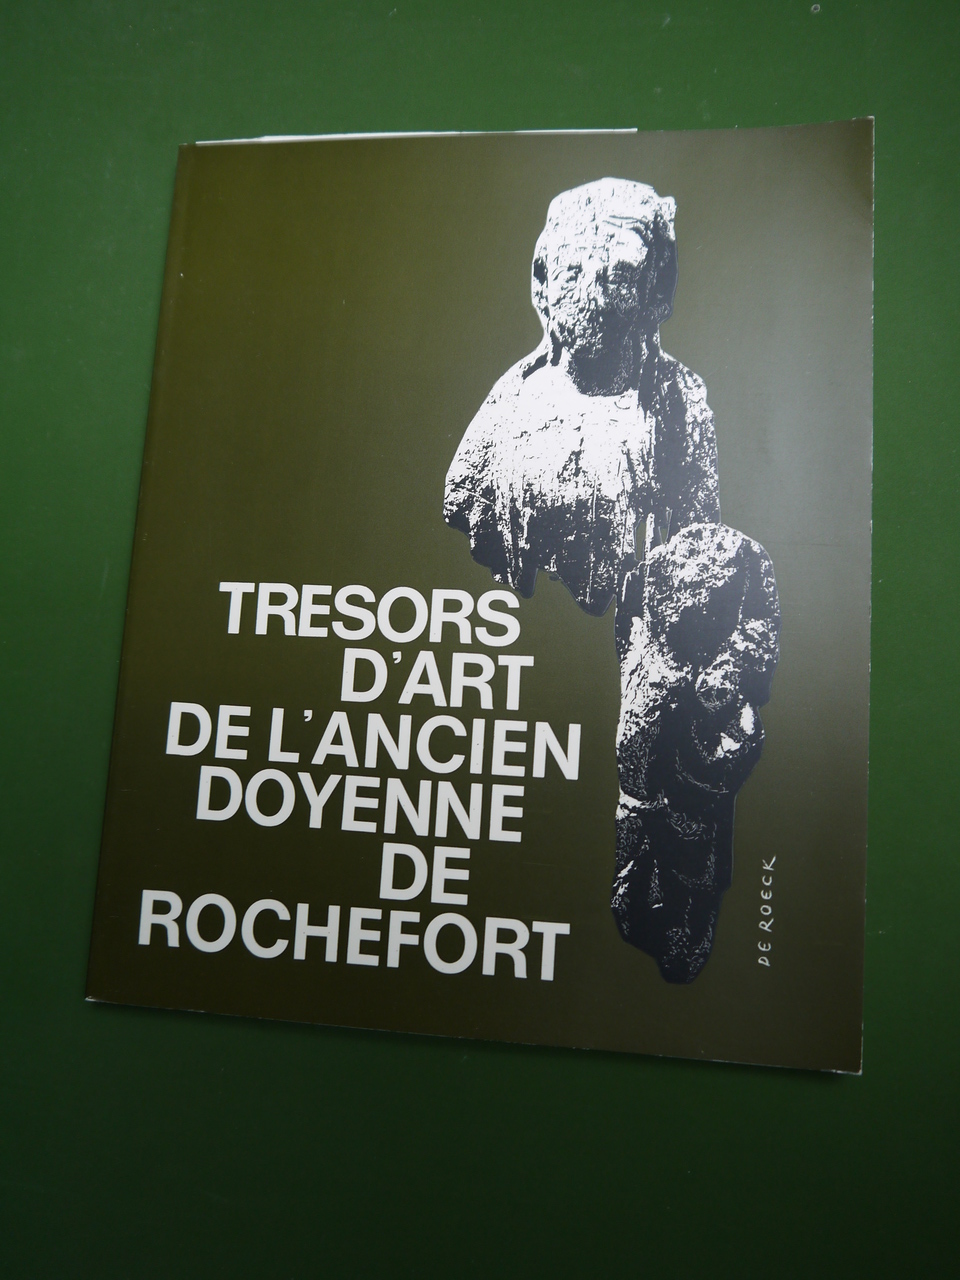 TRESORS
D'ART
DE L'ANCIEN
DOYENNE
DE
ROCHEFORT
DE ROECK